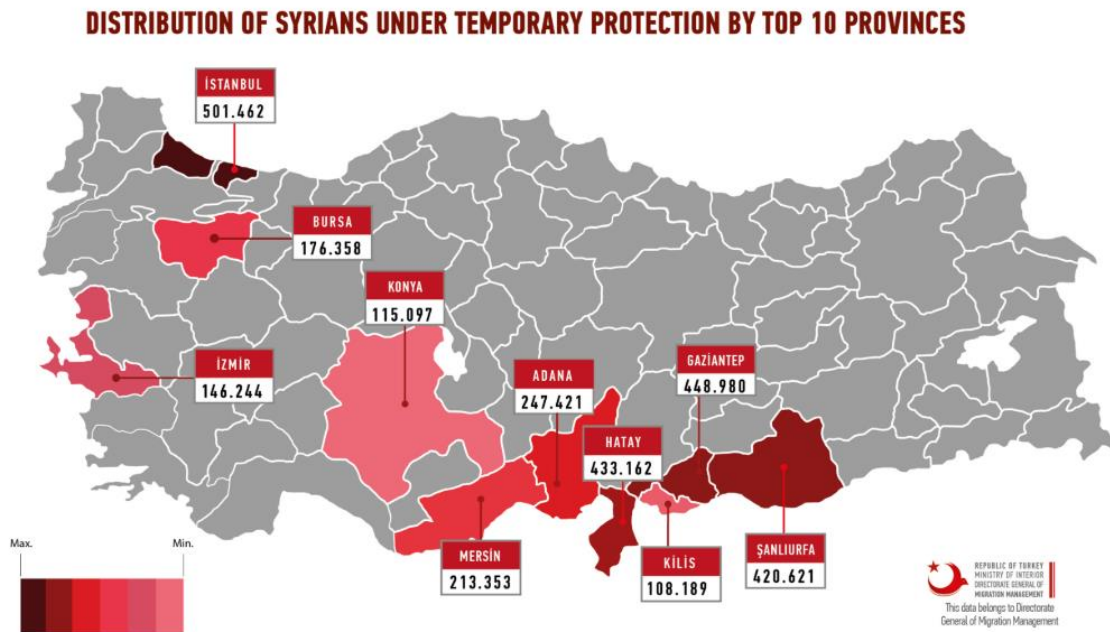 DISTRIBUTION OF SYRIANS UNDER TEMPORARY PROTECTION BY TOP 10 PROVINCES
İSTANBUL
501.462
BURSA
176.358
KONYA
115.097
İZMİR
146.244
ADANA
247.421
GAZİANTEP
448.980
HATAY
433.162
MERSİN
213.353
KİLİS
108.189
ŞANLIURFA
420.621
Max.
Min.
REPUBLIC OF TURKEY
MINISTRY OF INTERIOR
DIRECTORATE GENERAL OF
MIGRATION MANAGEMENT
This data belongs to Directorate
General of Migration Management